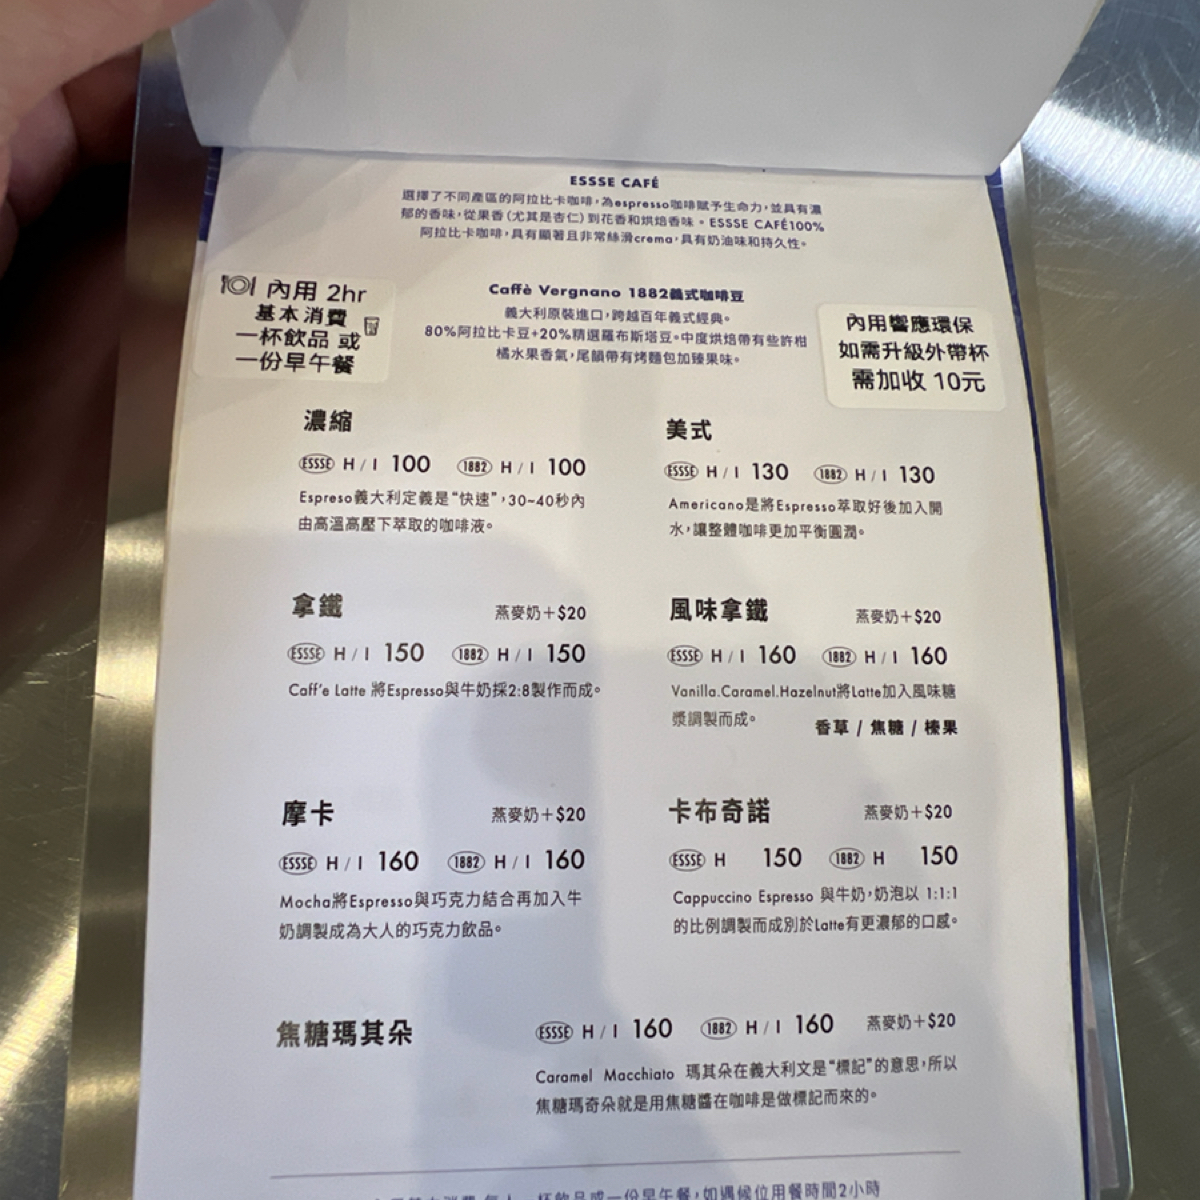 ESSSE CAFÉ
選擇了不同產區的阿拉比卡咖啡,為espresso咖啡賦予生命力,並具有濃
郁的香味,從果香(尤其是杏仁)到花香和烘焙香味。ESSSE CAFÉ100%
阿拉比卡咖啡,具有顯著且非常絲滑crema,具有奶油味和持久性。
內用 2hr
基本消費
一杯飲品 或
一份早午餐
Caffè Vergnano 1882義式咖啡豆
義大利原裝進口,跨越百年義式經典。
80%阿拉比卡豆+20%精選羅布斯塔豆。中度烘焙帶有些許柑
橘水果香氣,尾韻帶有烤麵包加臻果味。
內用響應環保
如需升級外帶杯
需加收 10元
濃縮
ESSSE H / I 100 1882 H / I 100
Espreso義大利定義是“快速”,30~40秒內
由高溫高壓下萃取的咖啡液。
美式
ESSSE H / I 130 1882 H / I 130
Americano是將Espresso萃取好後加入開
水,讓整體咖啡更加平衡圓潤。
拿鐵 燕麥奶+$20
ESSSE H / I 150 1882 H / I 150
Caff'e Latte 將Espresso與牛奶採2:8製作而成。
風味拿鐵 燕麥奶+$20
ESSSE H / I 160 1882 H / I 160
Vanilla.Caramel.Hazelnut將Latte加入風味糖
漿調製而成。 香草 / 焦糖 / 榛果
摩卡 燕麥奶+$20
ESSSE H / I 160 1882 H / I 160
Mocha將Espresso與巧克力結合再加入牛
奶調製成為大人的巧克力飲品。
卡布奇諾 燕麥奶+$20
ESSSE H 150 1882 H 150
Cappuccino Espresso 與牛奶,奶泡以 1:1:1
的比例調製而成別於Latte有更濃郁的口感。
焦糖瑪其朵 ESSSE H / I 160 1882 H / I 160 燕麥奶+$20
Caramel Macchiato 瑪其朵在義大利文是“標記”的意思,所以
焦糖瑪奇朵就是用焦糖醬在咖啡是做標記而來的。
杯飲品或一份早午餐,如遇候位用餐時間2小時